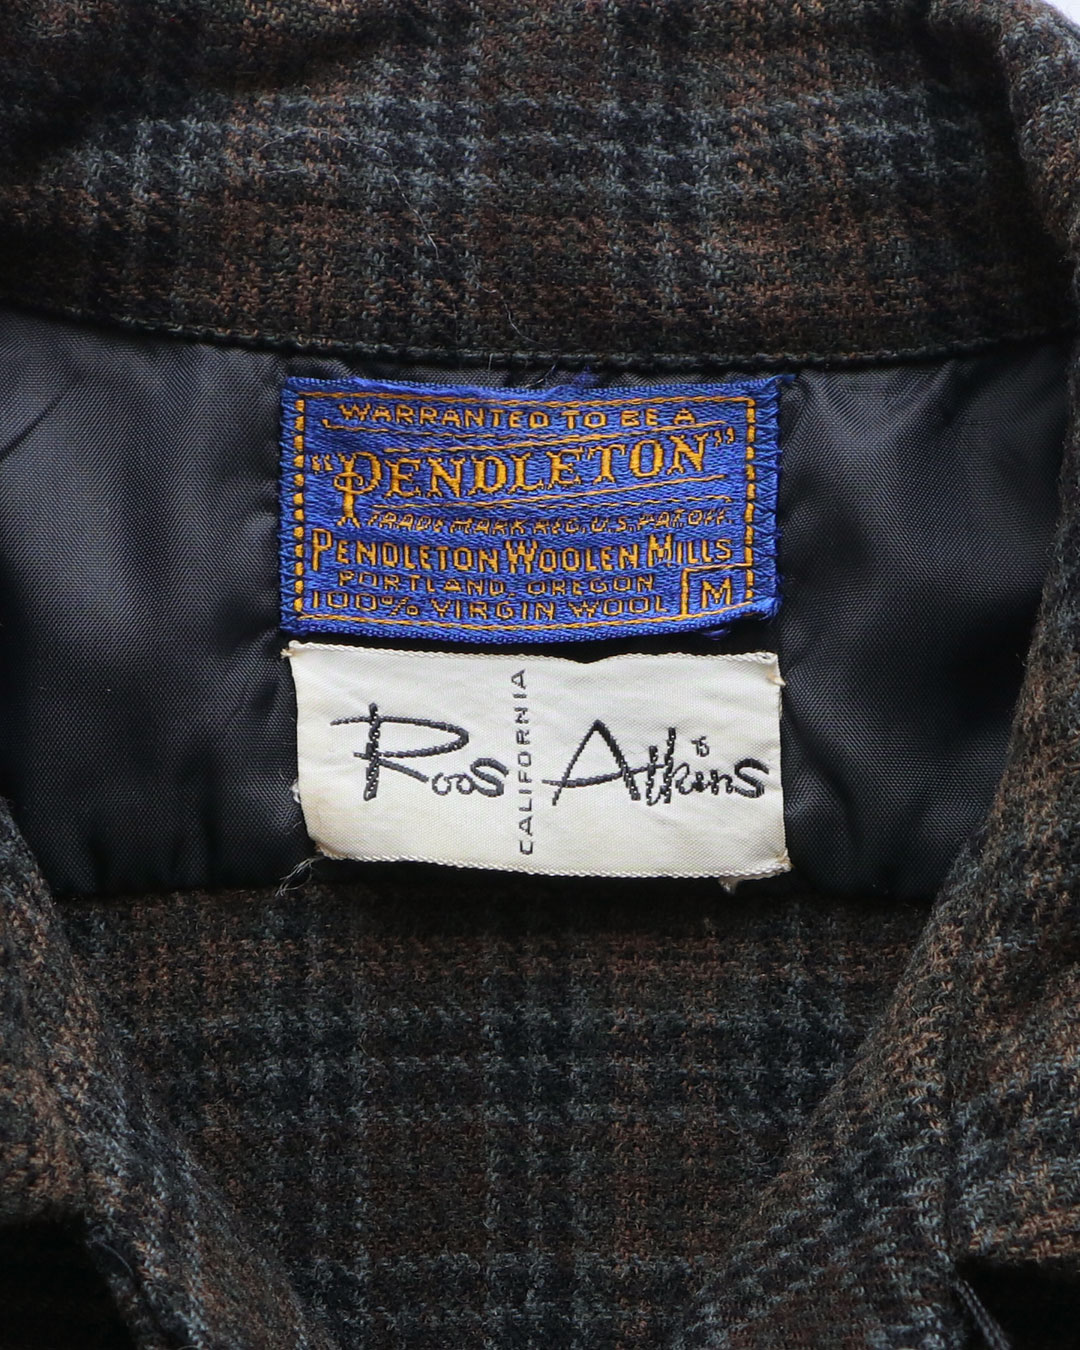 WARRANTED TO BE A
"PENDLETON"
TRADE MARK REG. U.S. PAT. OFF.
PENDLETON WOOLEN MILLS
PORTLAND, OREGON
100% VIRGIN WOOL M
Roos Atkins
CALIFORNIA